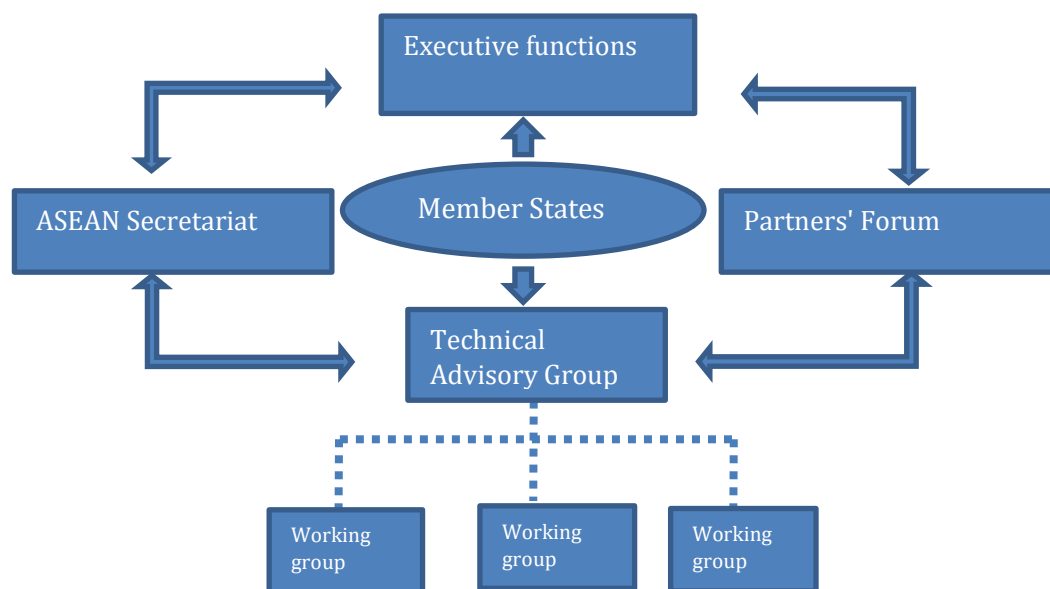 Executive functions
ASEAN Secretariat
Member States
Partners' Forum
Technical
Advisory Group
Working
group
Working
group
Working
group